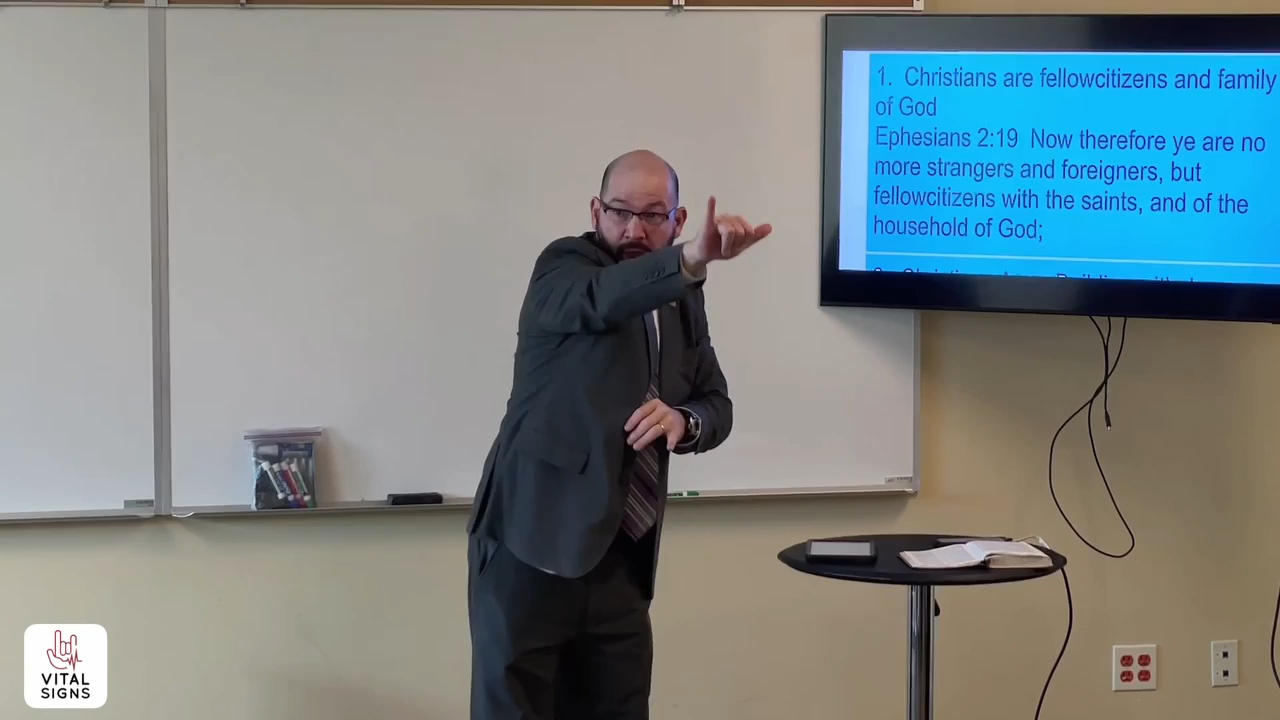 1. Christians are fellowcitizens and family
of God
Ephesians 2:19 Now therefore ye are no
more strangers and foreigners, but
fellowcitizens with the saints, and of the
household of God;
VITAL
SIGNS